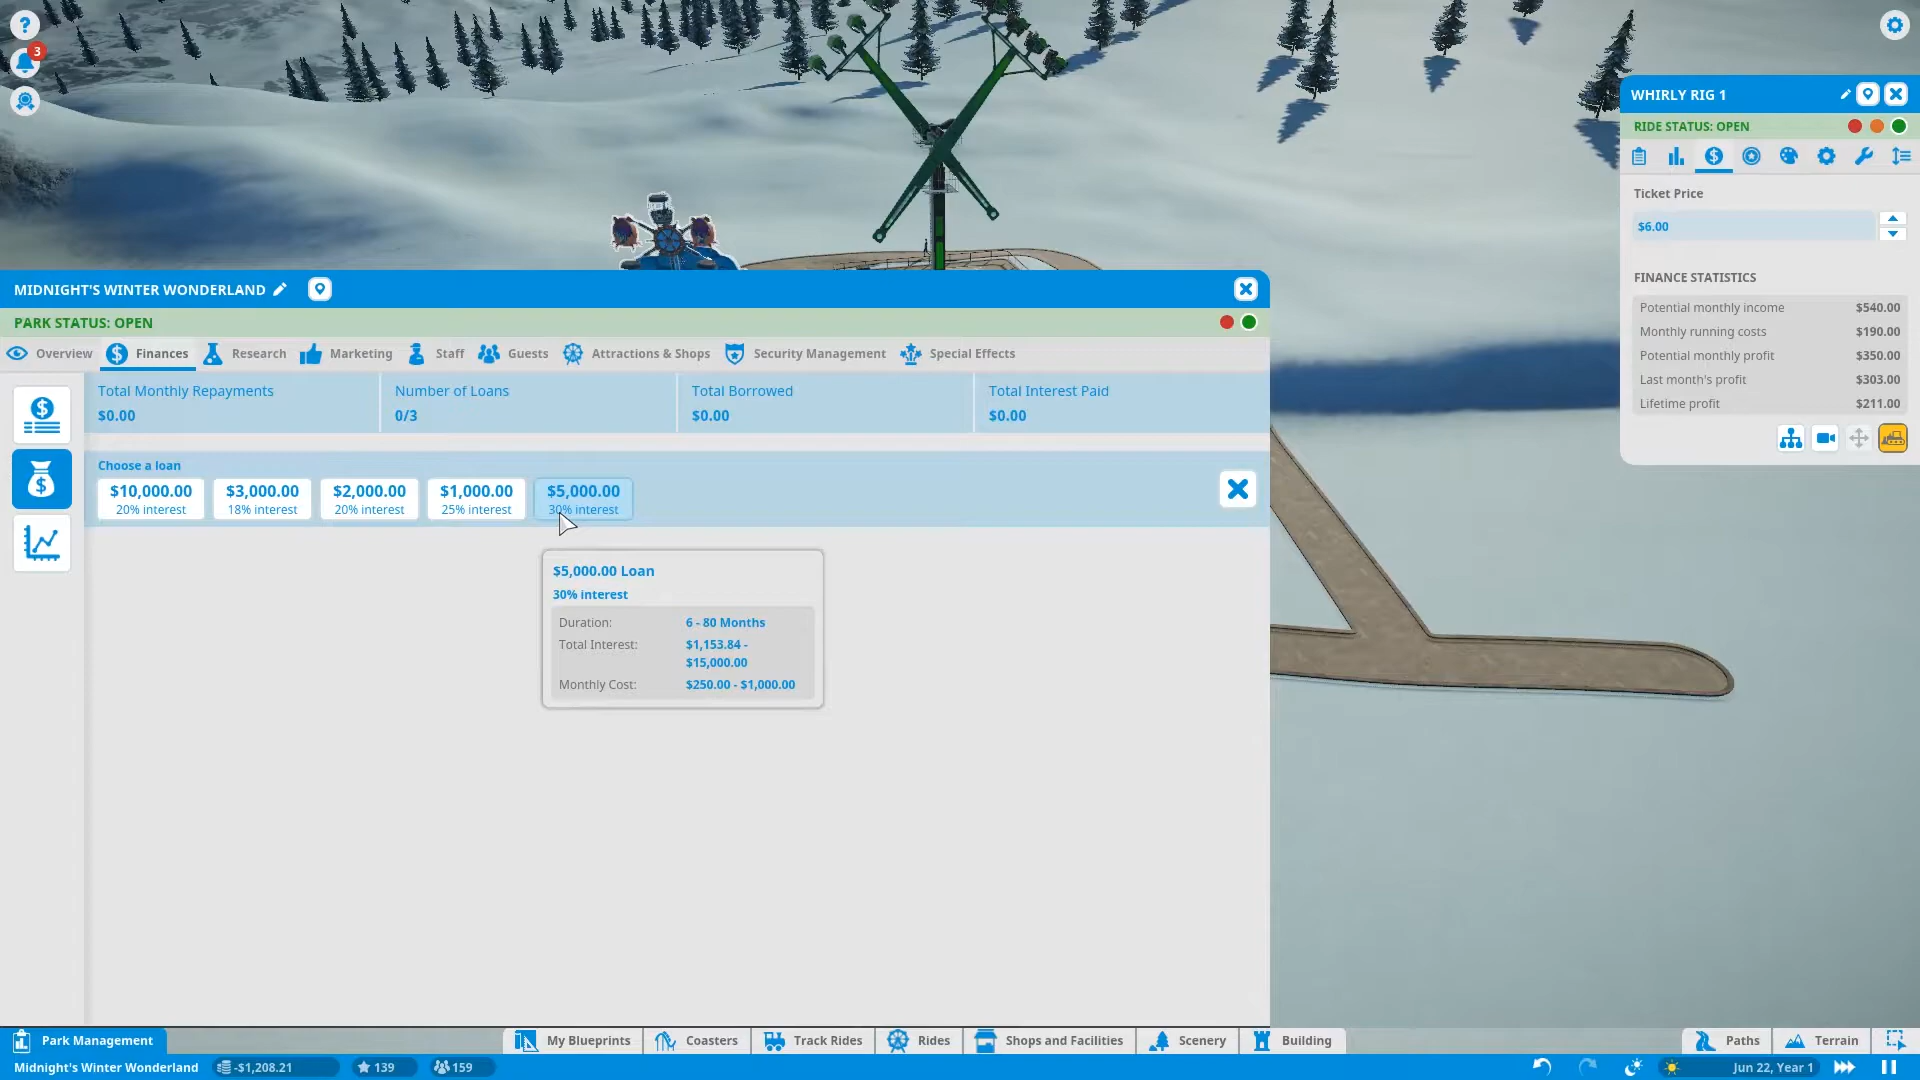 3
WHIRLY RIG 1
RIDE STATUS: OPEN
Ticket Price
$6.00
FINANCE STATISTICS
Potential monthly income $540.00
Monthly running costs $190.00
Potential monthly profit $350.00
Last month's profit $303.00
Lifetime profit $211.00
MIDNIGHT'S WINTER WONDERLAND
PARK STATUS: OPEN
Overview Finances Research Marketing Staff Guests Attractions & Shops Security Management Special Effects
Total Monthly Repayments Number of Loans Total Borrowed Total Interest Paid
$0.00 0/3 $0.00 $0.00
Choose a loan
$10,000.00 $3,000.00 $2,000.00 $1,000.00 $5,000.00
20% interest 18% interest 20% interest 25% interest 30% interest
$5,000.00 Loan
30% interest
Duration: 6 - 80 Months
Total Interest: $1,153.84 -
$15,000.00
Monthly Cost: $250.00 - $1,000.00
Park Management My Blueprints Coasters Track Rides Rides Shops and Facilities Scenery Building Paths Terrain
Midnight's Winter Wonderland -$1,208.21 139 159 Jun 22, Year 1